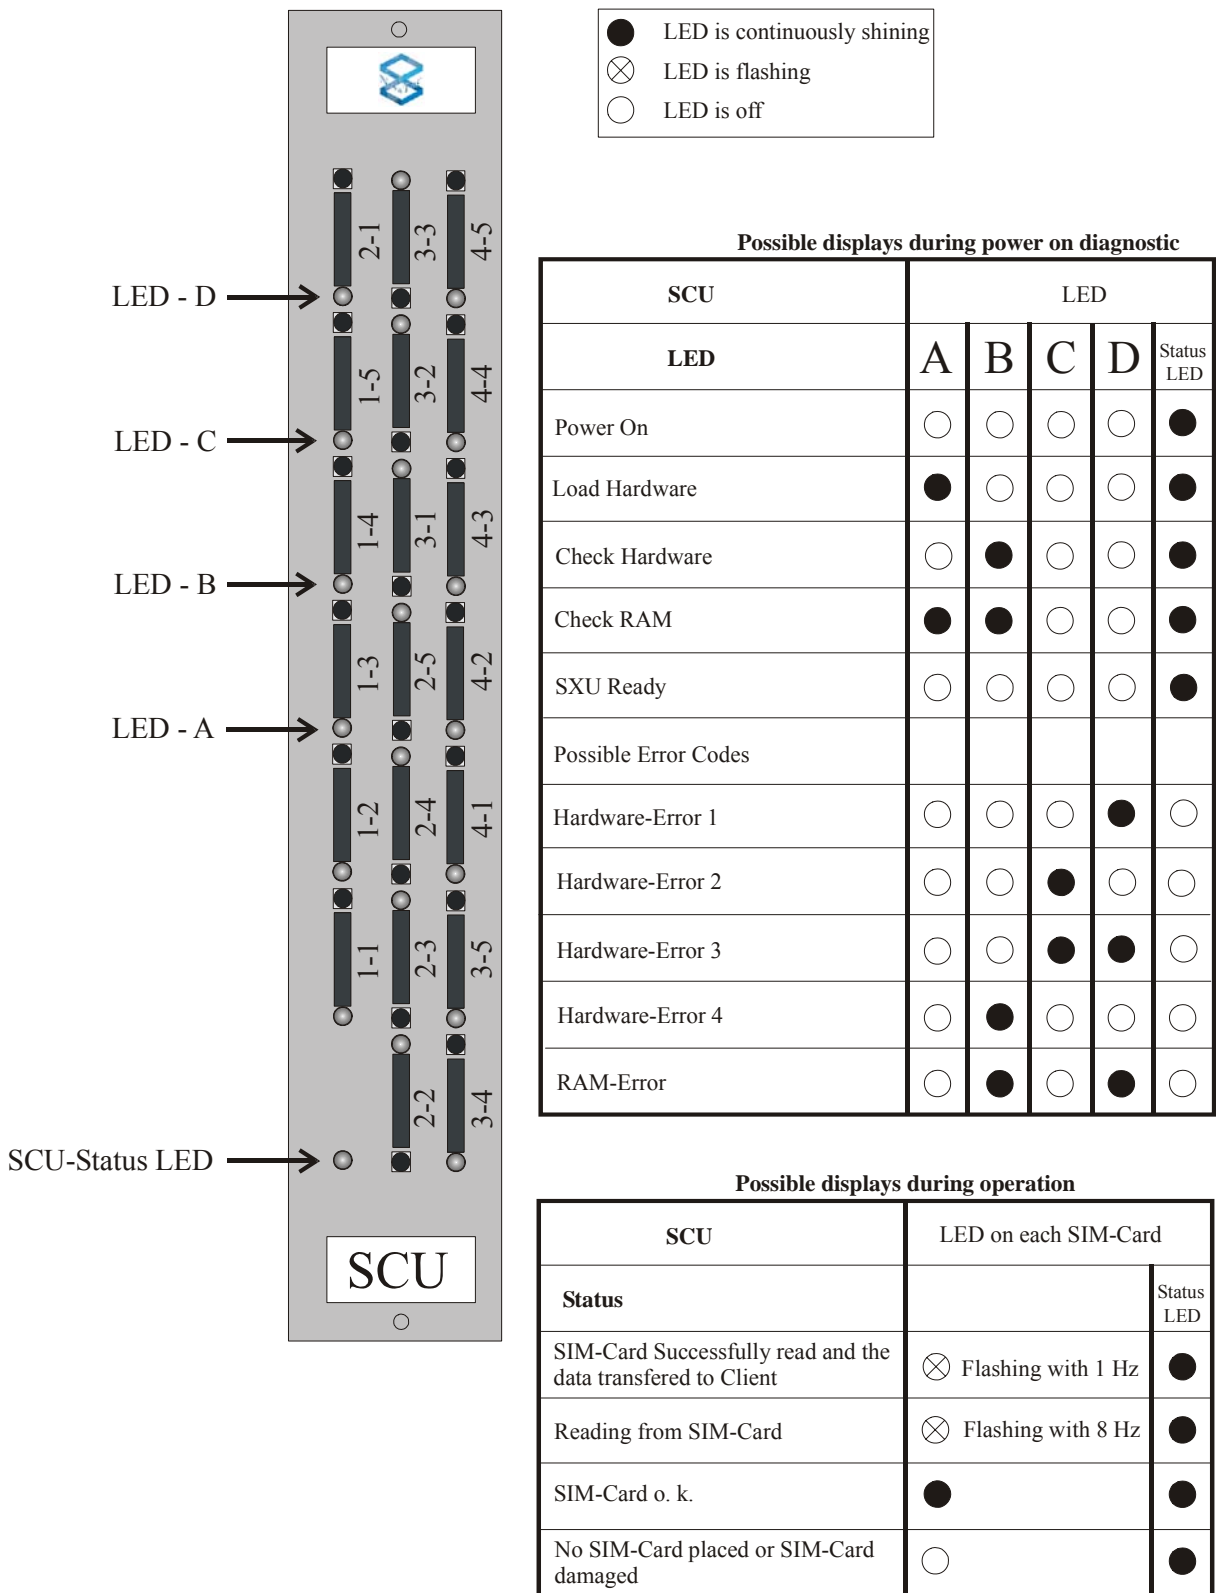 LED is continuously shining
LED is flashing
LED is off
2-1
3-3
4-5
LED - D
1-5
3-2
4-4
LED - C
1-4
3-1
4-3
LED - B
1-3
2-5
4-2
LED - A
1-2
2-4
4-1
1-1
2-3
3-5
2-2
3-4
SCU-Status LED
SCU
Possible displays during power on diagnostic
SCU LED
LED A B C D Status LED
Power On
Load Hardware
Check Hardware
Check RAM
SXU Ready
Possible Error Codes
Hardware-Error 1
Hardware-Error 2
Hardware-Error 3
Hardware-Error 4
RAM-Error
Possible displays during operation
SCU LED on each SIM-Card
Status Status LED
SIM-Card Successfully read and the
data transfered to Client
Flashing with 1 Hz
Reading from SIM-Card Flashing with 8 Hz
SIM-Card o. k.
No SIM-Card placed or SIM-Card
damaged